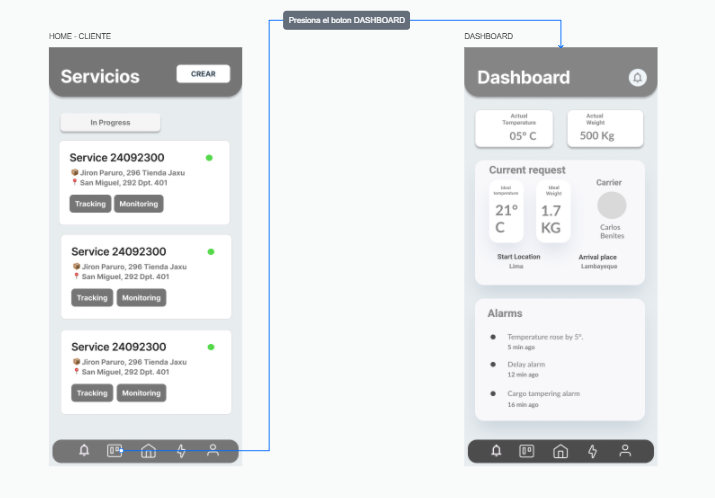 Presiona el boton DASHBOARD
HOME - CLIENTE
Servicios
CREAR
In Progress
Service 24092300
Jiron Paruro, 296 Tienda Jaxu
San Miguel, 292 Dpt. 401
Tracking
Monitoring
Service 24092300
Jiron Paruro, 296 Tienda Jaxu
San Miguel, 292 Dpt. 401
Tracking
Monitoring
Service 24092300
Jiron Paruro, 296 Tienda Jaxu
San Miguel, 292 Dpt. 401
Tracking
Monitoring
DASHBOARD
Dashboard
Actual
Temperature
05° C
Actual
Weight
500 Kg
Current request
Ideal
temperature
21°
C
Ideal
Weight
1.7
KG
Carrier
Carlos
Benites
Start Location
Lima
Arrival place
Lambayeque
Alarms
Temperature rose by 5°.
5 min ago
Delay alarm
12 min ago
Cargo tampering alarm
16 min ago